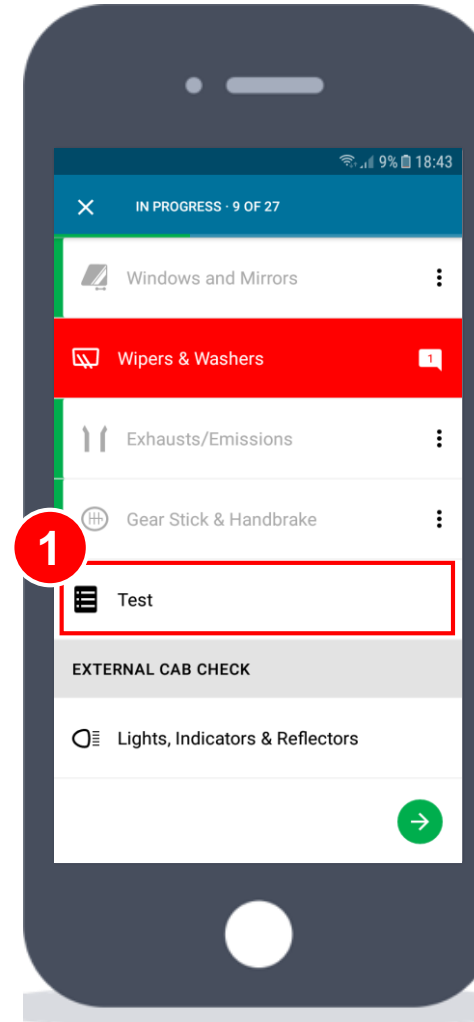 9% 18:43
IN PROGRESS · 9 OF 27
Windows and Mirrors
Wipers & Washers
1
Exhausts/Emissions
Gear Stick & Handbrake
1
Test
EXTERNAL CAB CHECK
Lights, Indicators & Reflectors